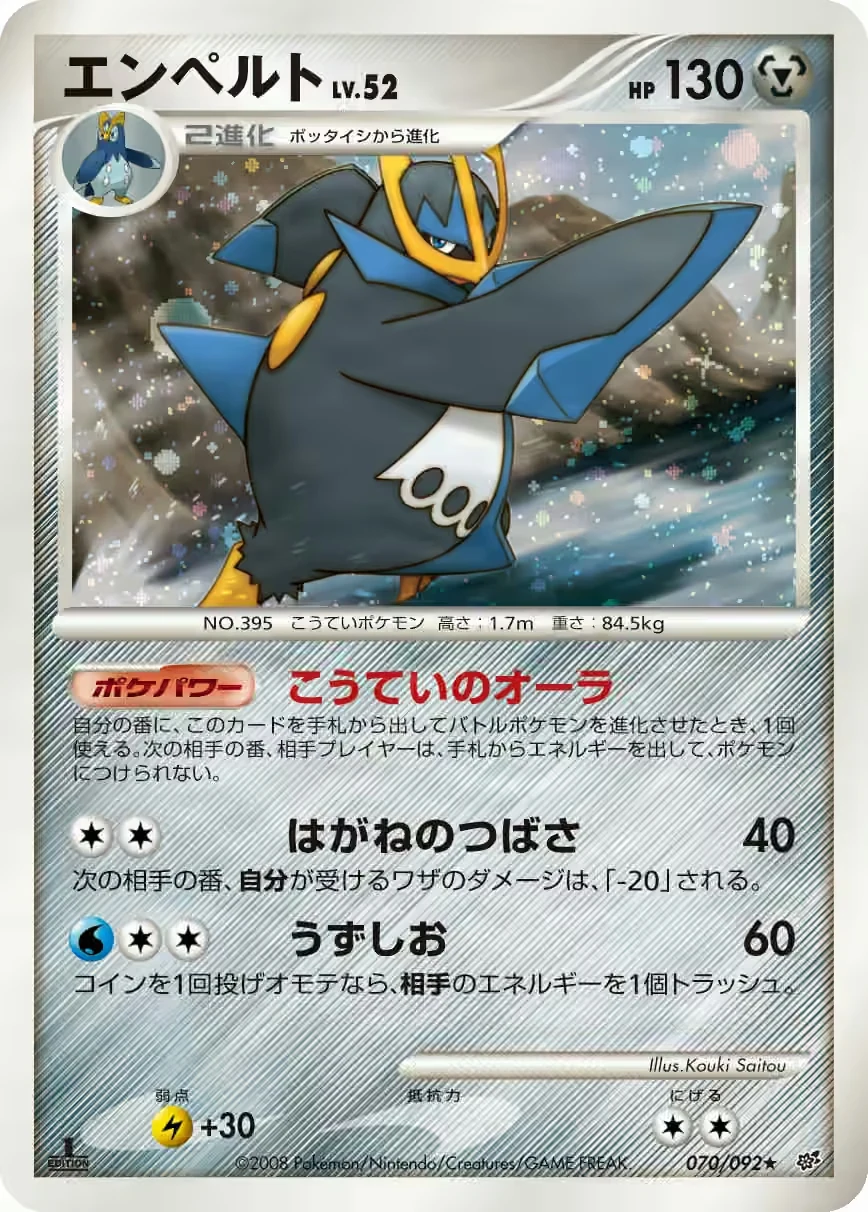 エンペルト LV.52 HP 130
2進化 ポッタイシから進化
NO.395 こうていポケモン 高さ:1.7m 重さ:84.5kg
ポケパワー こうていのオーラ
自分の番に、このカードを手札から出してバトルポケモンを進化させたとき、1回
使える。次の相手の番、相手プレイヤーは、手札からエネルギーを出して、ポケモン
につけられない。
はがねのつばさ 40
次の相手の番、自分が受けるワザのダメージは、「-20」される。
うずしお 60
コインを1回投げオモテなら、相手のエネルギーを1個トラッシュ。
Illus.Kouki Saitou
弱点 抵抗力 にげる
+30
1 EDITION
©2008 Pokémon/Nintendo/Creatures/GAME FREAK. 070/092★